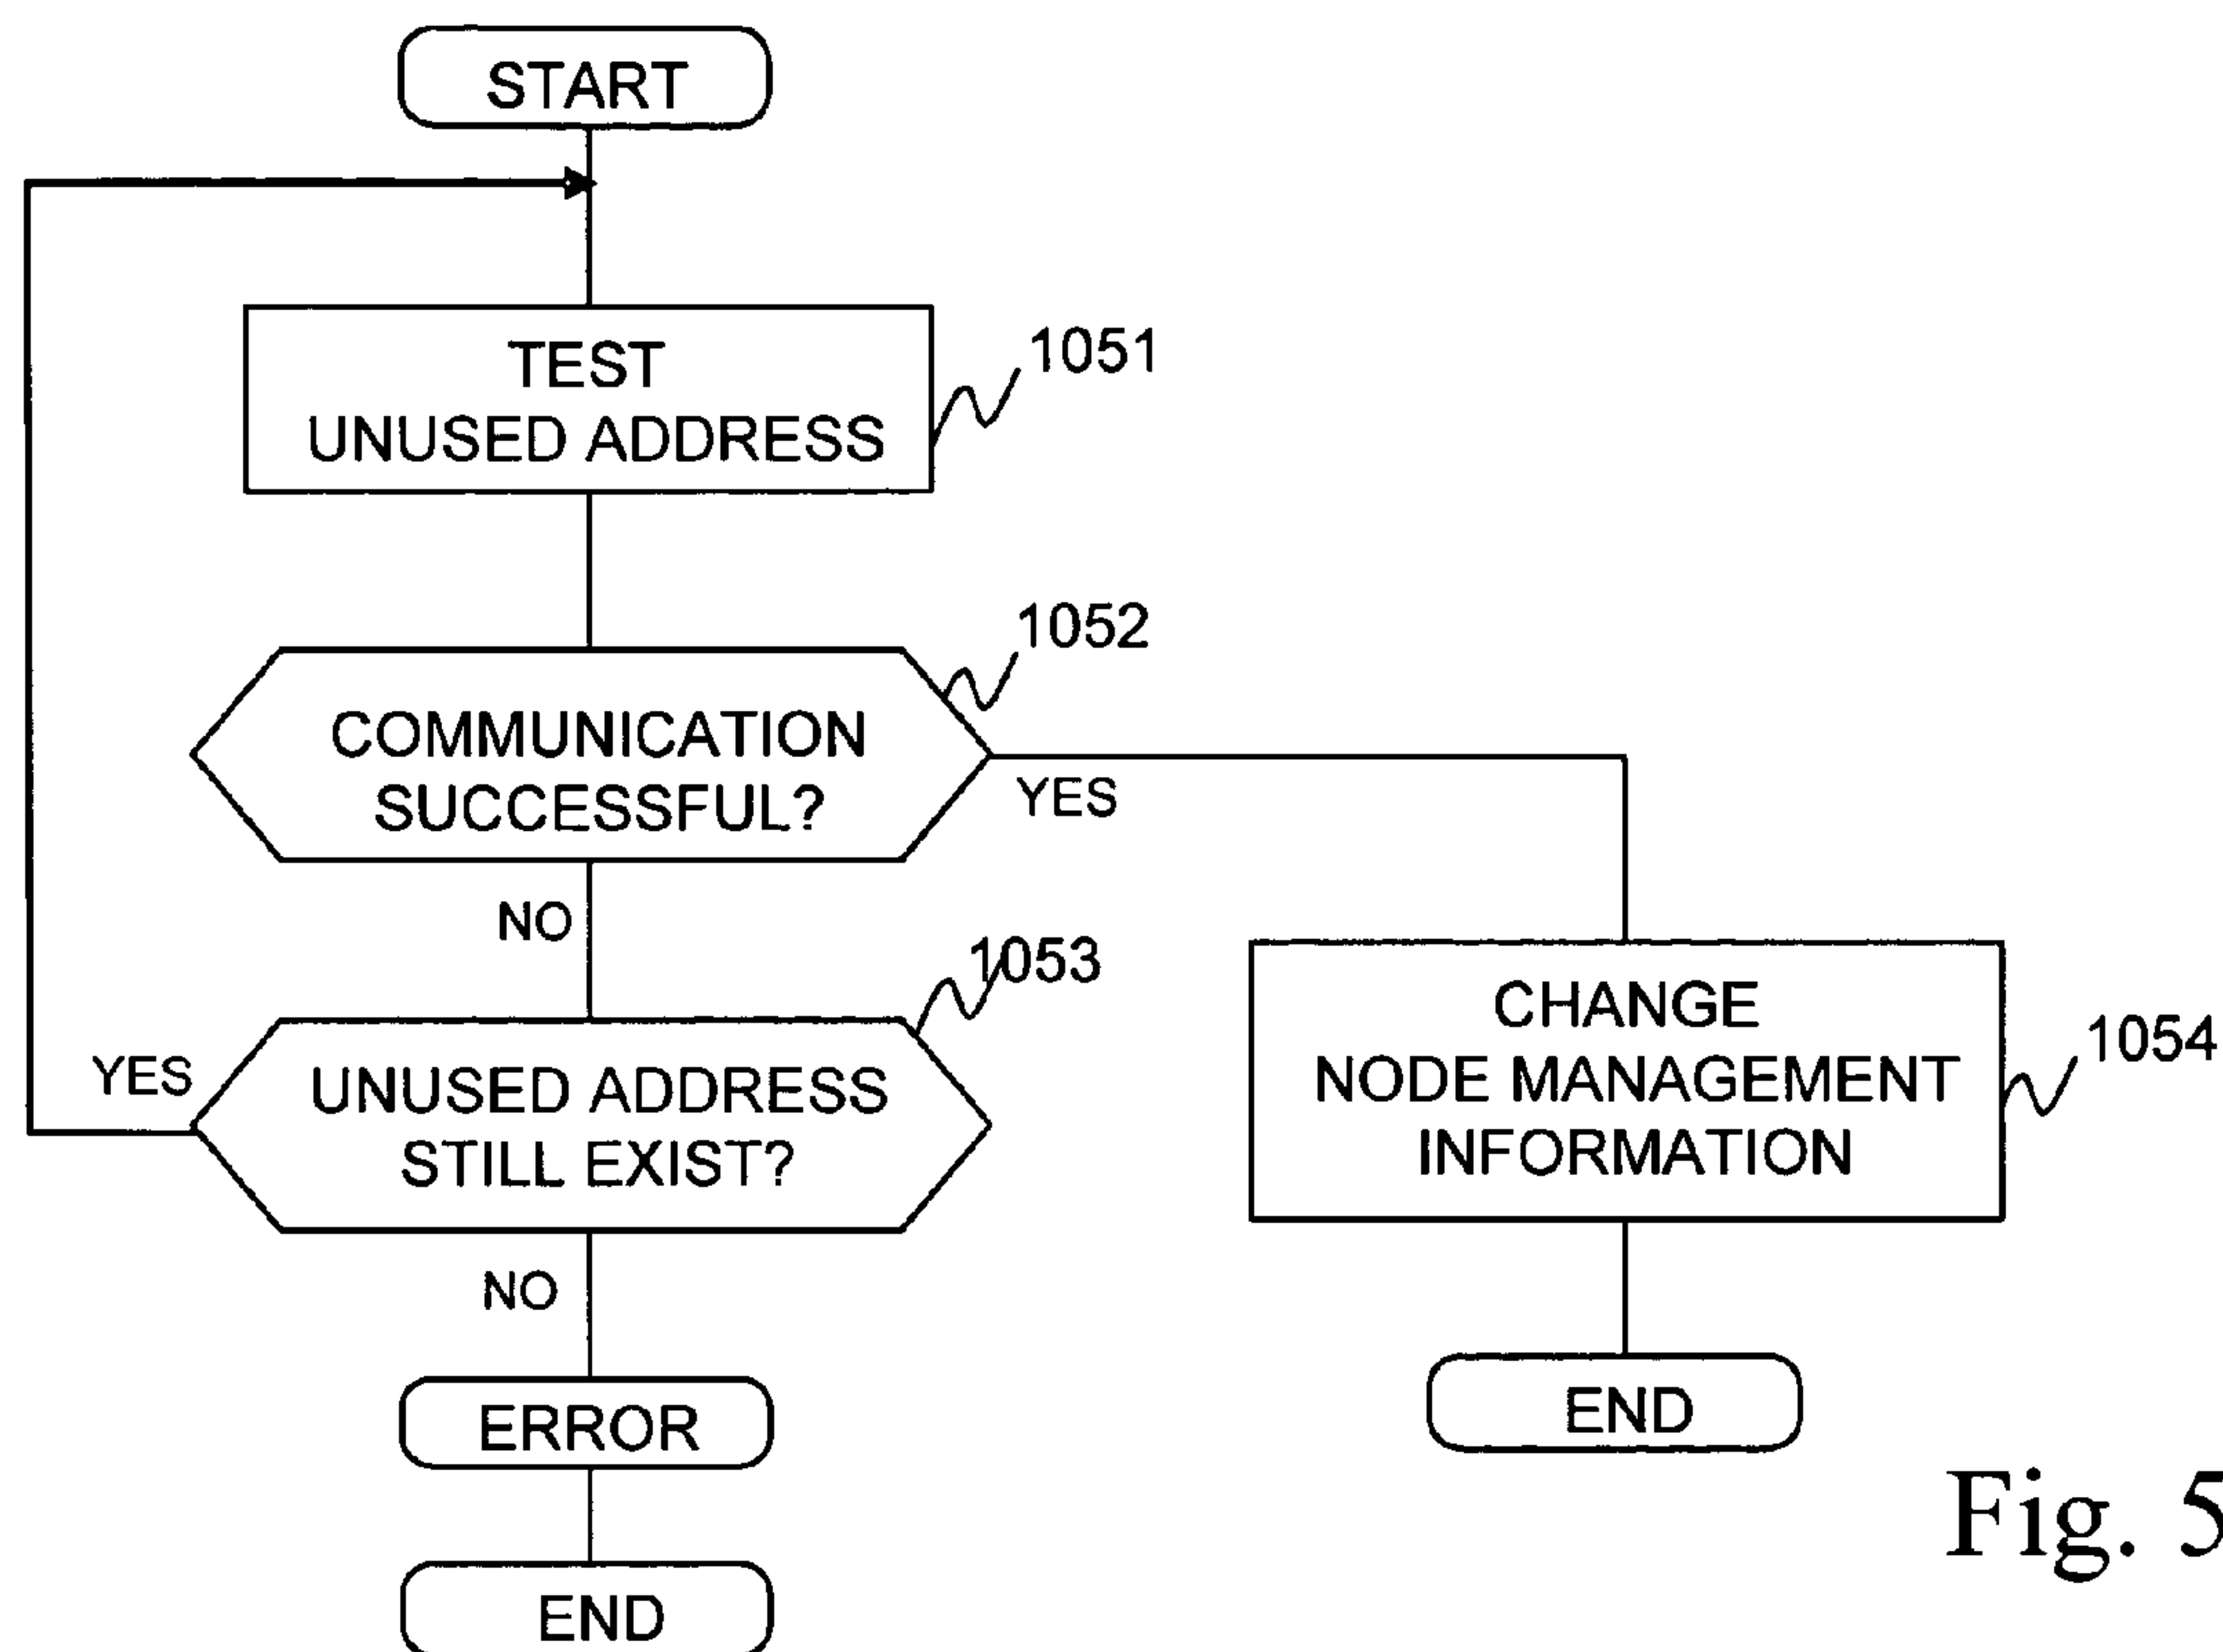 START
TEST
UNUSED ADDRESS
1051
COMMUNICATION
SUCCESSFUL?
1052
YES
NO
UNUSED ADDRESS
STILL EXIST?
1053
YES
NO
CHANGE
NODE MANAGEMENT
INFORMATION
1054
ERROR
END
END
Fig. 5